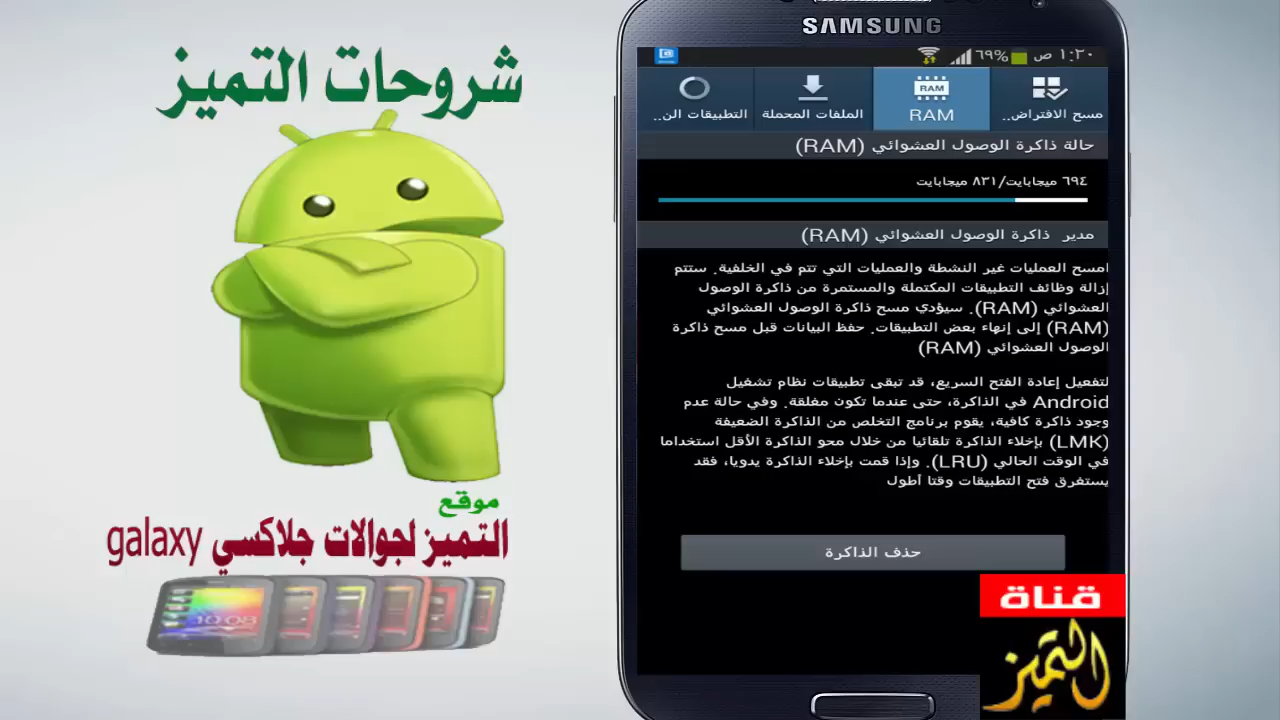 شروحات التميز
موقع
التميز لجوالات جلاكسي galaxy
10:08
SAMSUNG
٦٩% ١:٢٠ ص
مسح الافتراض..
RAM
RAM
الملفات المحملة
التطبيقات الن..
حالة ذاكرة الوصول العشوائي (RAM)
٦٩٤ ميجابايت/٨٣١ ميجابايت
مدير ذاكرة الوصول العشوائي (RAM)
امسح العمليات غير النشطة والعمليات التي تتم في الخلفية. ستتم
إزالة وظائف التطبيقات المكتملة والمستمرة من ذاكرة الوصول
العشوائي (RAM). سيؤدي مسح ذاكرة الوصول العشوائي
(RAM) إلى إنهاء بعض التطبيقات. حفظ البيانات قبل مسح ذاكرة
الوصول العشوائي (RAM)
لتفعيل إعادة الفتح السريع، قد تبقى تطبيقات نظام تشغيل
Android في الذاكرة، حتى عندما تكون مغلقة. وفي حالة عدم
وجود ذاكرة كافية، يقوم برنامج التخلص من الذاكرة الضعيفة
(LMK) بإخلاء الذاكرة تلقائيا من خلال محو الذاكرة الأقل استخداما
في الوقت الحالي (LRU). وإذا قمت بإخلاء الذاكرة يدويا، فقد
يستغرق فتح التطبيقات وقتا أطول
حذف الذاكرة
قناة
التميز